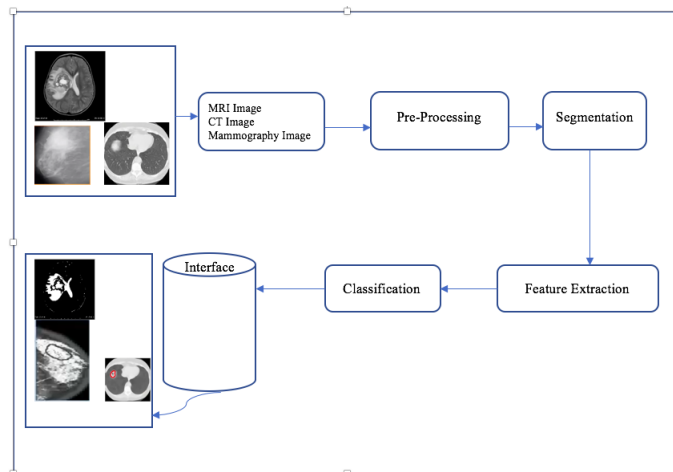 MRI Image
CT Image
Mammography Image
Pre-Processing
Segmentation
Interface
Classification
Feature Extraction